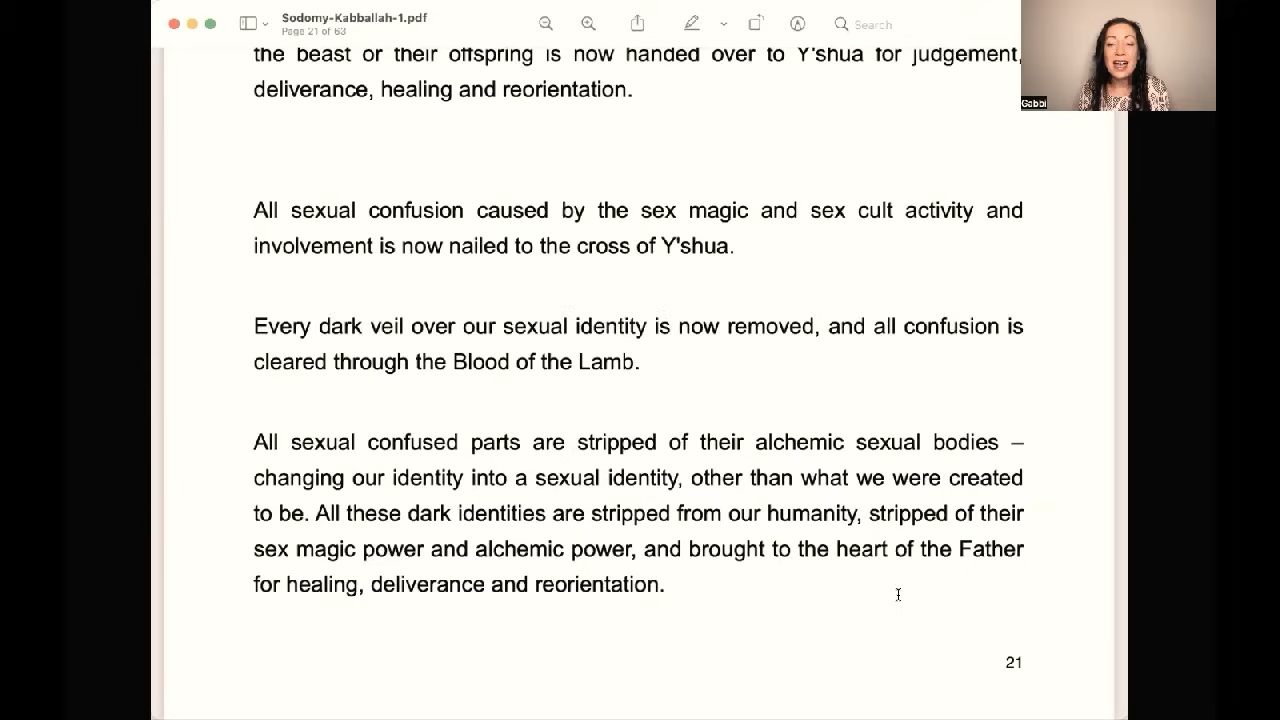 Sodomy-Kabballah-1.pdf
Page 21 of 63
Search
Gabbi
the beast or their offspring is now handed over to Y'shua for judgement,
deliverance, healing and reorientation.
All sexual confusion caused by the sex magic and sex cult activity and
involvement is now nailed to the cross of Y'shua.
Every dark veil over our sexual identity is now removed, and all confusion is
cleared through the Blood of the Lamb.
All sexual confused parts are stripped of their alchemic sexual bodies –
changing our identity into a sexual identity, other than what we were created
to be. All these dark identities are stripped from our humanity, stripped of their
sex magic power and alchemic power, and brought to the heart of the Father
for healing, deliverance and reorientation.
21